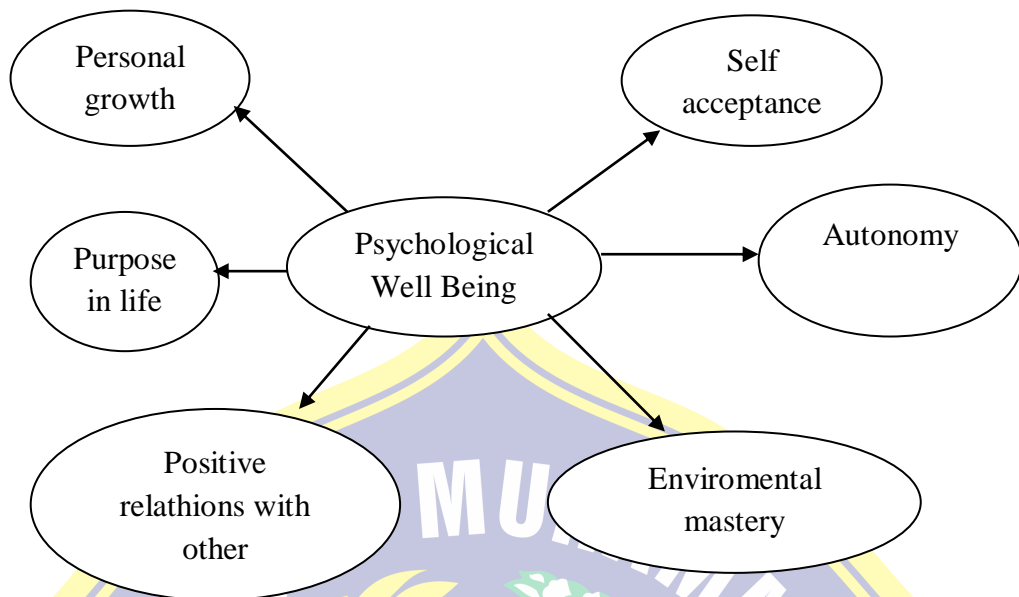 Personal
growth
Self
acceptance
Psychological
Well Being
Autonomy
Purpose
in life
Positive
relathions with
other
Enviromental
mastery